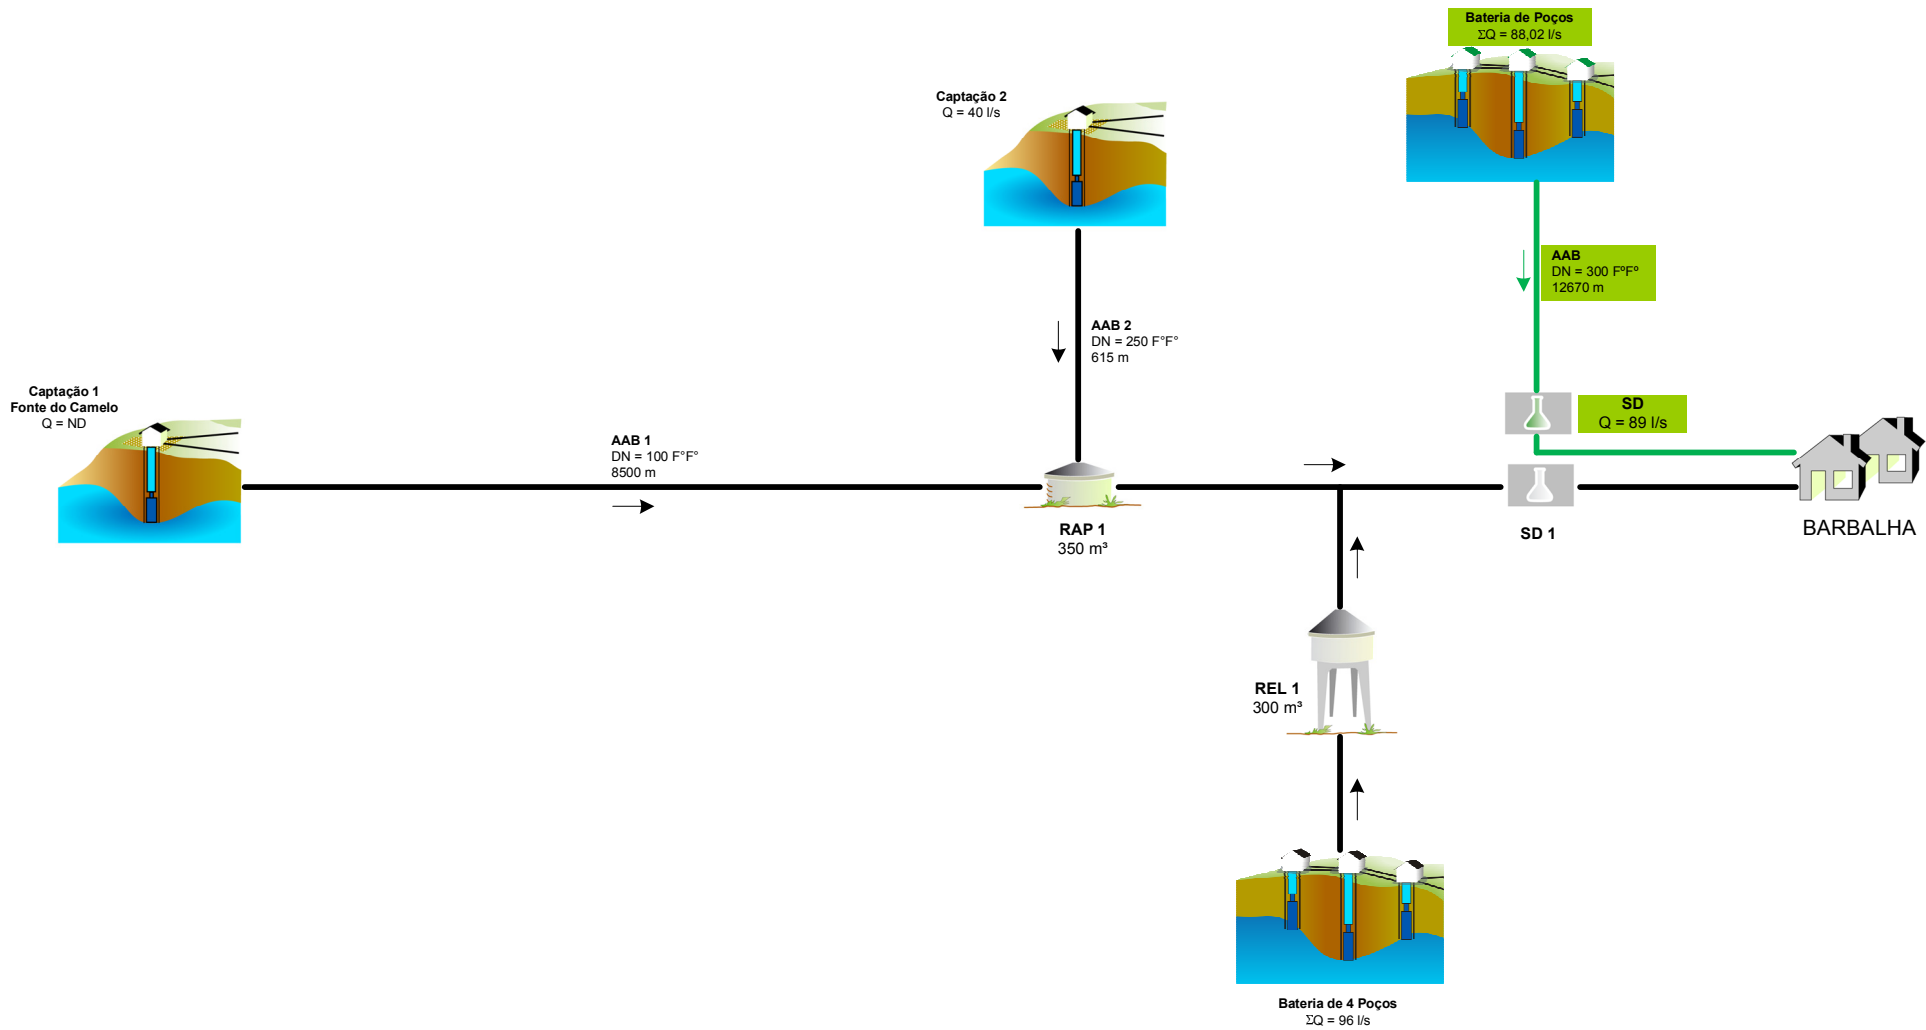 Bateria de Poços
ΣQ = 88,02 l/s
Captação 2
Q = 40 l/s
AAB
DN = 300 FºFº
12670 m
AAB 2
DN = 250 F°F°
615 m
Captação 1
Fonte do Camelo
Q = ND
SD
Q = 89 l/s
AAB 1
DN = 100 F°F°
8500 m
RAP 1
350 m³
SD 1
BARBALHA
REL 1
300 m³
Bateria de 4 Poços
ΣQ = 96 l/s